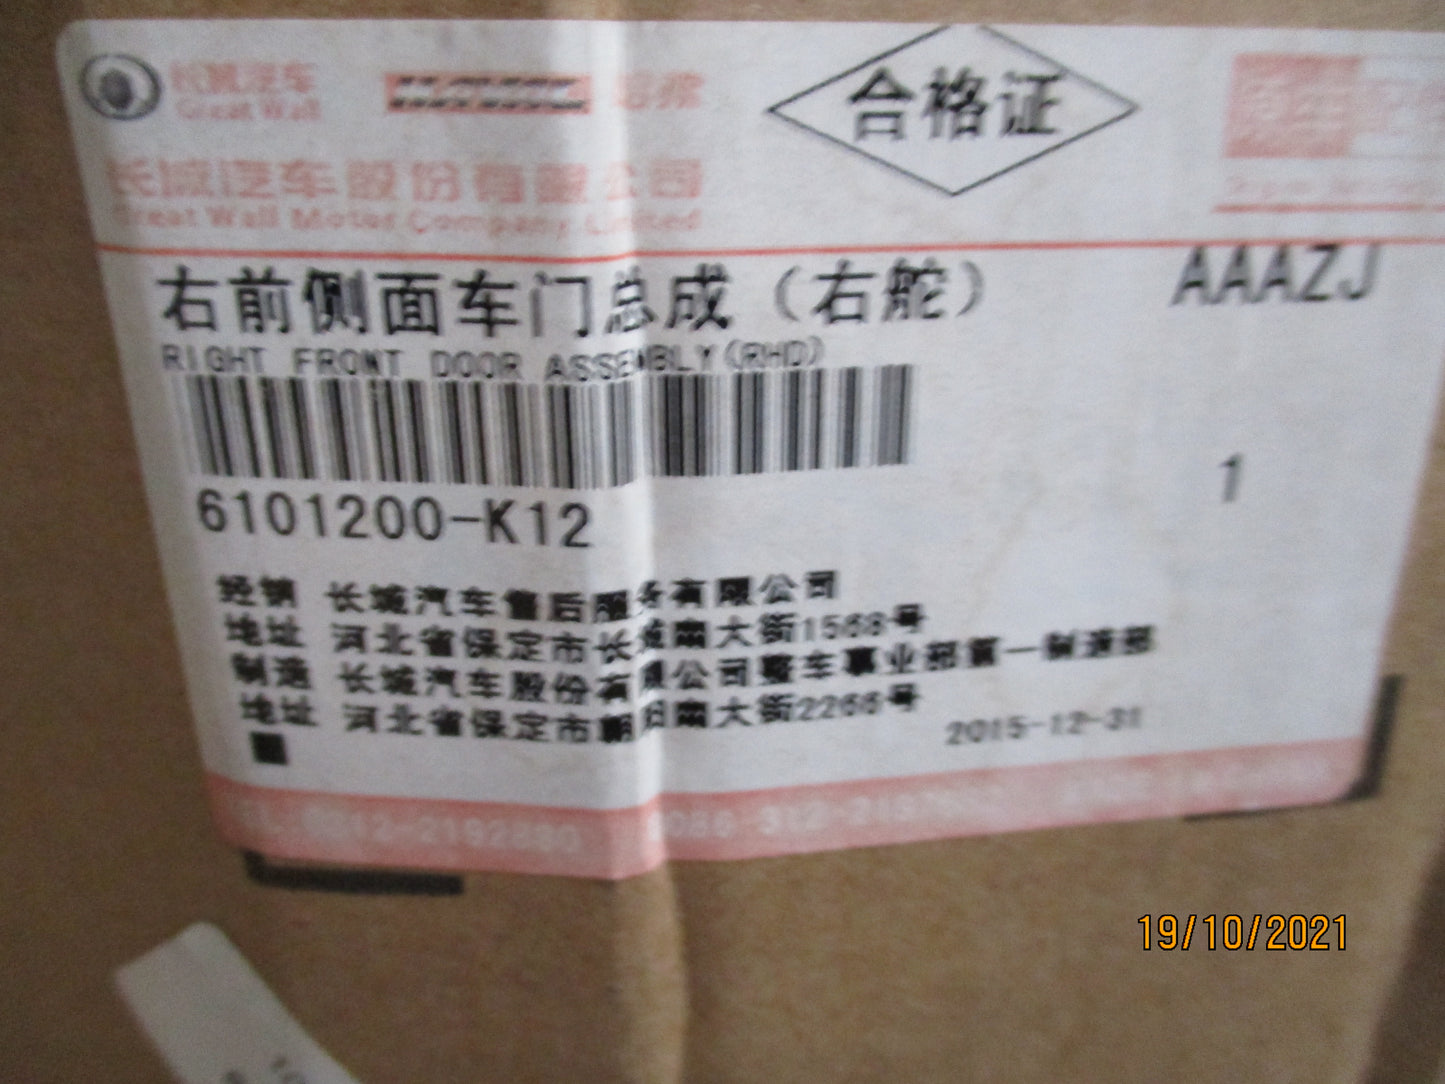 长城汽车
Great Wall
哈弗
合格证
长城汽车股份有限公司
Great Wall Motor Company Limited
右前侧面车门总成（右舵）
AAAZJ
RIGHT FRONT DOOR ASSEMBLY(RHD)
1
6101200-K12
经销 长城汽车售后服务有限公司
地址 河北省保定市长城南大街1568号
制造 长城汽车股份有限公司整车事业部第一制造部
地址 河北省保定市朝阳南大街2266号
2015-12-31
19/10/2021